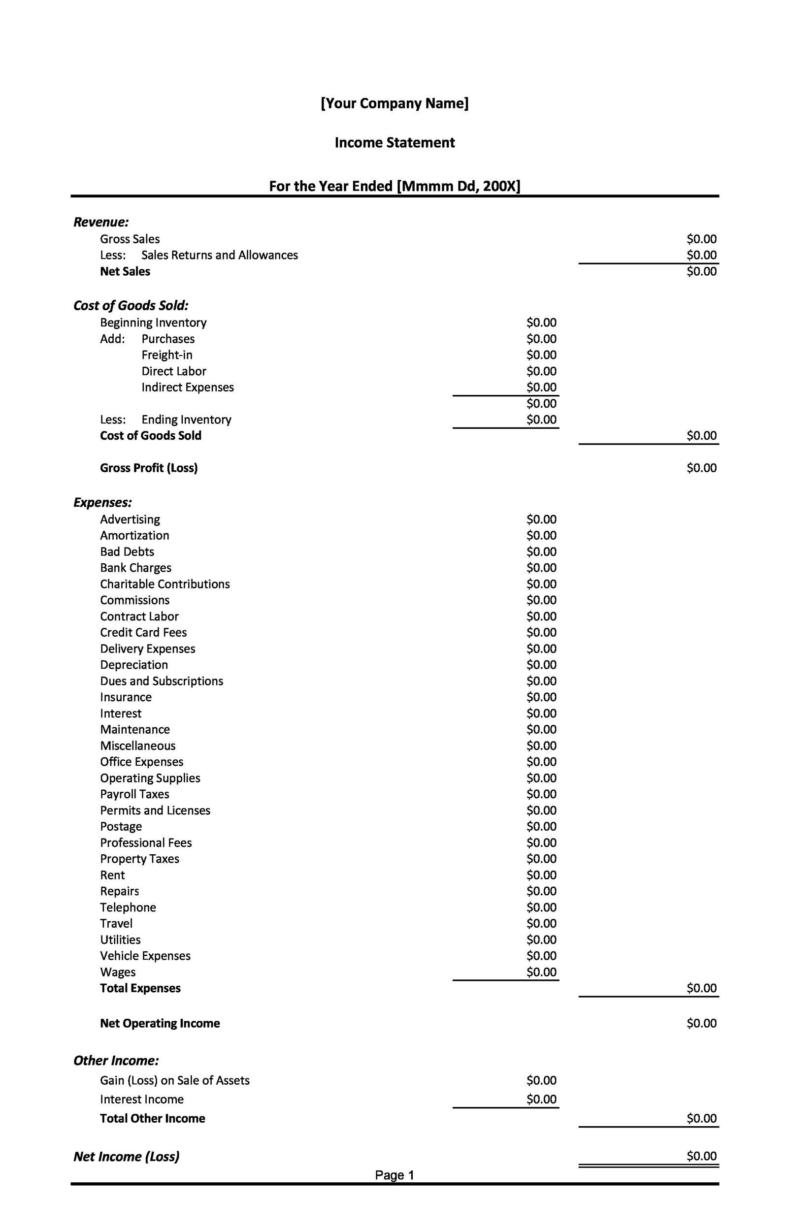 [Your Company Name]
Income Statement
For the Year Ended [Mmmm Dd, 200X]
Revenue:
Gross Sales $0.00
Less: Sales Returns and Allowances $0.00
Net Sales $0.00
Cost of Goods Sold:
Beginning Inventory $0.00
Add: Purchases $0.00
Freight-in $0.00
Direct Labor $0.00
Indirect Expenses $0.00
$0.00
Less: Ending Inventory $0.00
Cost of Goods Sold $0.00
Gross Profit (Loss) $0.00
Expenses:
Advertising $0.00
Amortization $0.00
Bad Debts $0.00
Bank Charges $0.00
Charitable Contributions $0.00
Commissions $0.00
Contract Labor $0.00
Credit Card Fees $0.00
Delivery Expenses $0.00
Depreciation $0.00
Dues and Subscriptions $0.00
Insurance $0.00
Interest $0.00
Maintenance $0.00
Miscellaneous $0.00
Office Expenses $0.00
Operating Supplies $0.00
Payroll Taxes $0.00
Permits and Licenses $0.00
Postage $0.00
Professional Fees $0.00
Property Taxes $0.00
Rent $0.00
Repairs $0.00
Telephone $0.00
Travel $0.00
Utilities $0.00
Vehicle Expenses $0.00
Wages $0.00
Total Expenses $0.00
Net Operating Income $0.00
Other Income:
Gain (Loss) on Sale of Assets $0.00
Interest Income $0.00
Total Other Income $0.00
Net Income (Loss) $0.00
Page 1